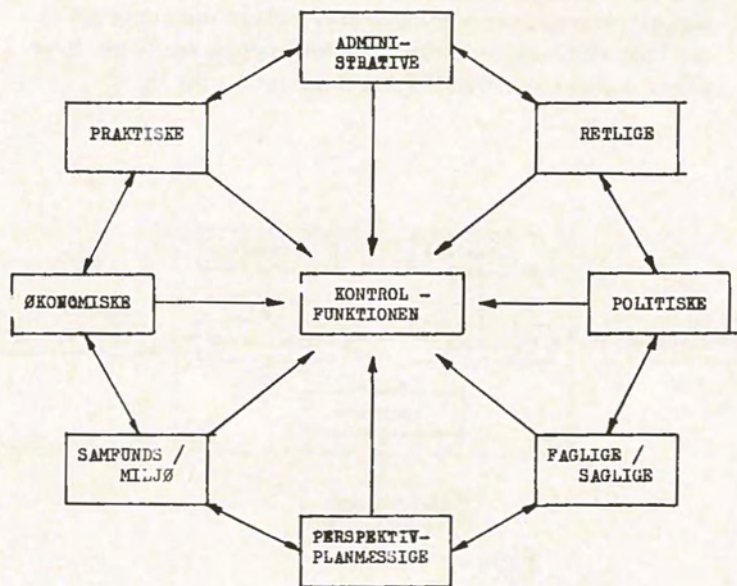 ADMINI-
STRATIVE
PRAKTISKE
RETLIGE
ØKONOMISKE
KONTROL -
FUNKTIONEN
POLITISKE
SAMFUNDS /
MILJØ
FAGLIGE /
SAGLIGE
PERSPEKTIV-
PLANMÆSSIGE